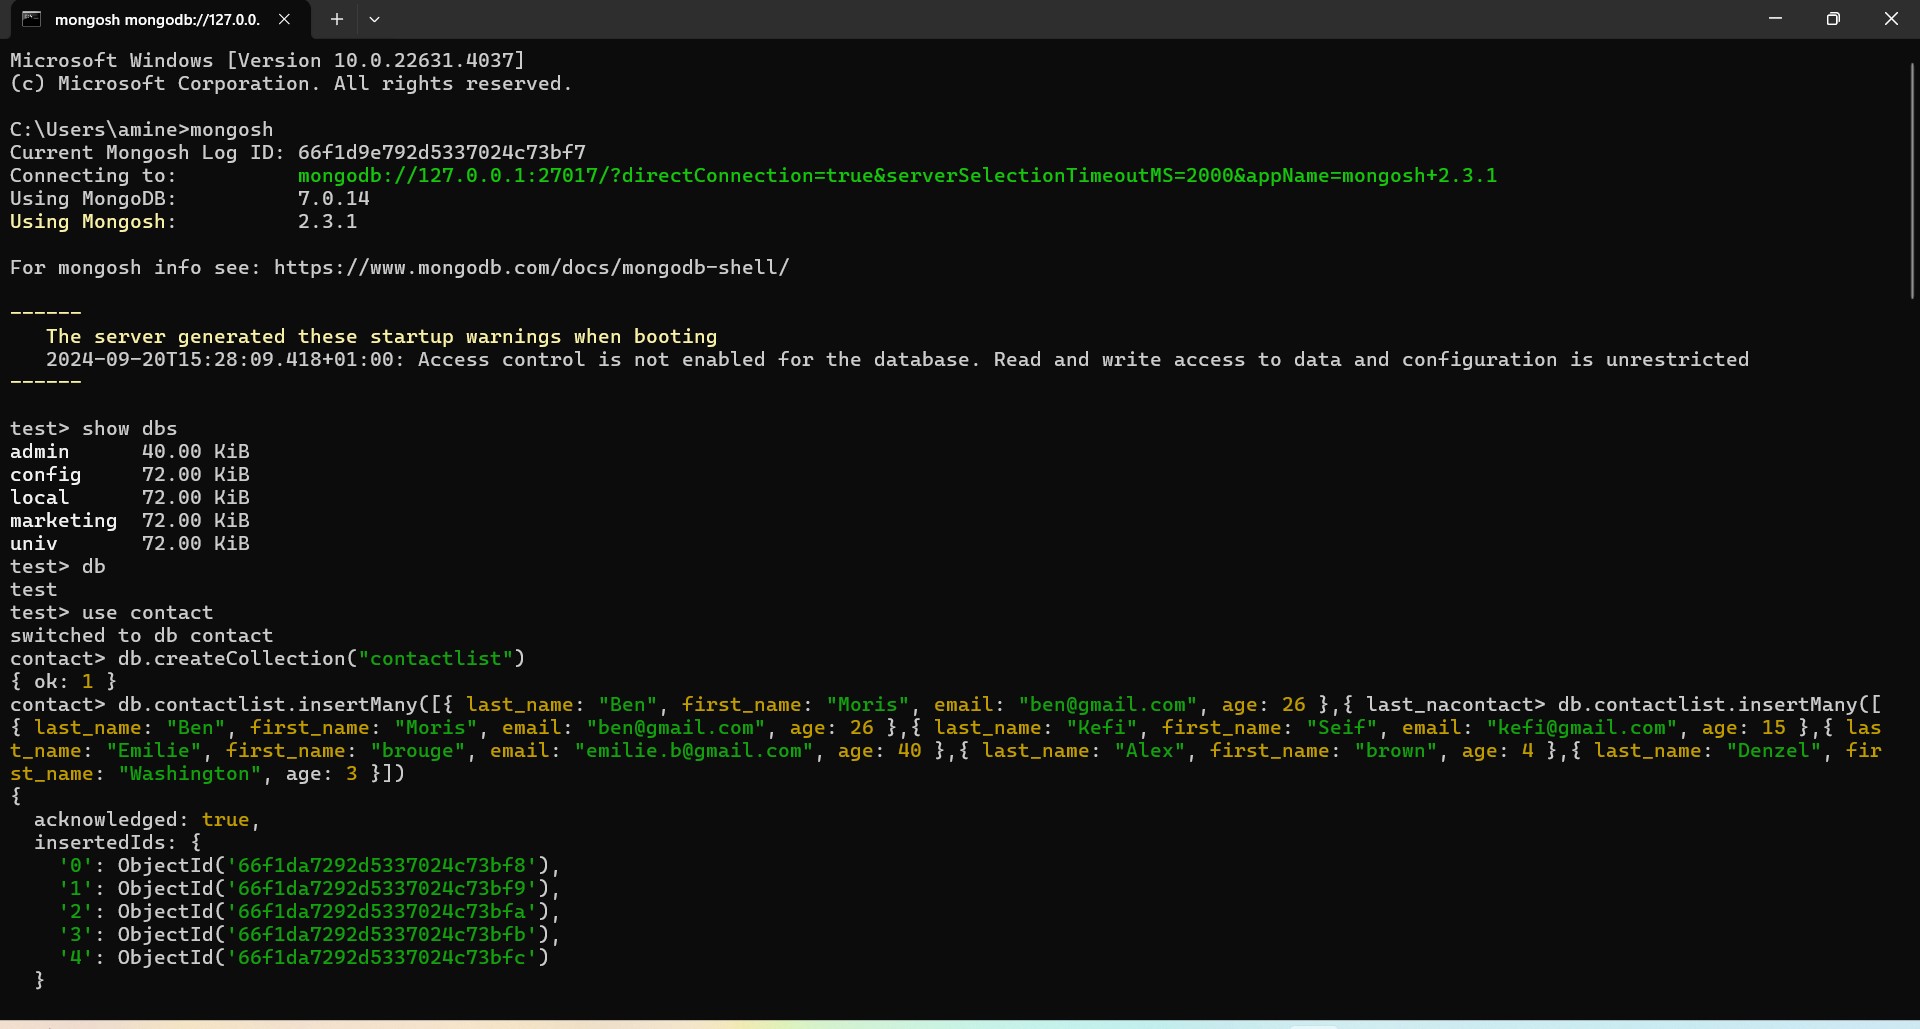 mongosh mongodb://127.0.0.
Microsoft Windows [Version 10.0.22631.4037]
(c) Microsoft Corporation. All rights reserved.
C:\Users\amine>mongosh
Current Mongosh Log ID: 66f1d9e792d5337024c73bf7
Connecting to:          mongodb://127.0.0.1:27017/?directConnection=true&serverSelectionTimeoutMS=2000&appName=mongosh+2.3.1
Using MongoDB:          7.0.14
Using Mongosh:          2.3.1
For mongosh info see: https://www.mongodb.com/docs/mongodb-shell/
------
   The server generated these startup warnings when booting
   2024-09-20T15:28:09.418+01:00: Access control is not enabled for the database. Read and write access to data and configuration is unrestricted
------
test> show dbs
admin      40.00 KiB
config     72.00 KiB
local      72.00 KiB
marketing  72.00 KiB
univ       72.00 KiB
test> db
test
test> use contact
switched to db contact
contact> db.createCollection("contactlist")
{ ok: 1 }
contact> db.contactlist.insertMany([{ last_name: "Ben", first_name: "Moris", email: "ben@gmail.com", age: 26 },{ last_nacontact> db.contactlist.insertMany([
{ last_name: "Ben", first_name: "Moris", email: "ben@gmail.com", age: 26 },{ last_name: "Kefi", first_name: "Seif", email: "kefi@gmail.com", age: 15 },{ las
t_name: "Emilie", first_name: "brouge", email: "emilie.b@gmail.com", age: 40 },{ last_name: "Alex", first_name: "brown", age: 4 },{ last_name: "Denzel", fir
st_name: "Washington", age: 3 }])
{
  acknowledged: true,
  insertedIds: {
    '0': ObjectId('66f1da7292d5337024c73bf8'),
    '1': ObjectId('66f1da7292d5337024c73bf9'),
    '2': ObjectId('66f1da7292d5337024c73bfa'),
    '3': ObjectId('66f1da7292d5337024c73bfb'),
    '4': ObjectId('66f1da7292d5337024c73bfc')
  }